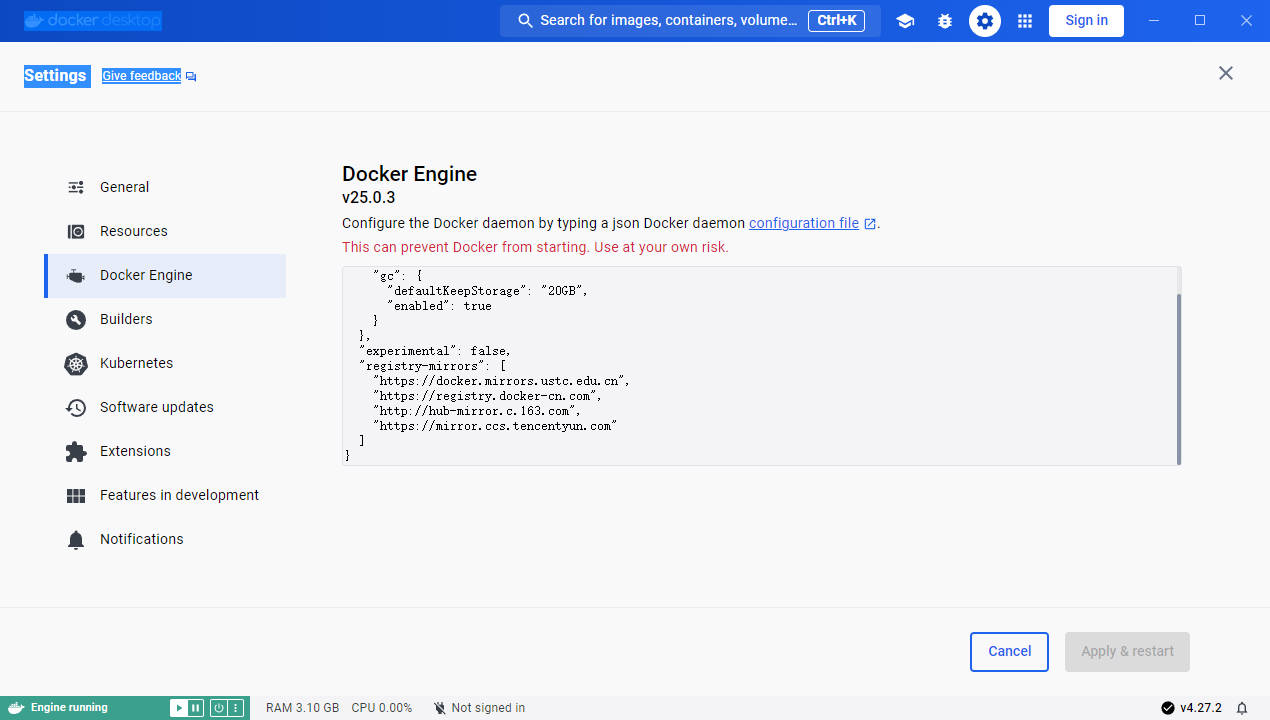 docker desktop
Search for images, containers, volume... Ctrl+K
Sign in
Settings Give feedback
General
Resources
Docker Engine
Builders
Kubernetes
Software updates
Extensions
Features in development
Notifications
Docker Engine
v25.0.3
Configure the Docker daemon by typing a json Docker daemon configuration file.
This can prevent Docker from starting. Use at your own risk.
"gc": {
"defaultKeepStorage": "20GB",
"enabled": true
}
},
"experimental": false,
"registry-mirrors": [
"https://docker.mirrors.ustc.edu.cn",
"https://registry.docker-cn.com",
"http://hub-mirror.c.163.com",
"https://mirror.ccs.tencentyun.com"
]
}
Cancel
Apply & restart
Engine running
RAM 3.10 GB CPU 0.00% Not signed in
v4.27.2